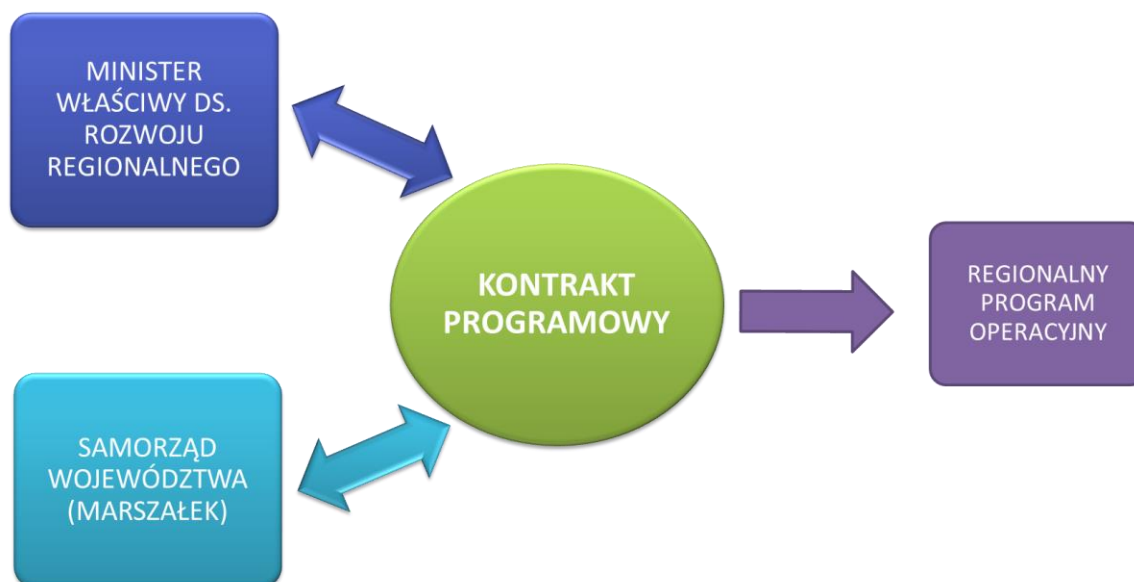 MINISTER
WŁAŚCIWY DS.
ROZWOJU
REGIONALNEGO
KONTRAKT
PROGRAMOWY
REGIONALNY
PROGRAM
OPERACYJNY
SAMORZĄD
WOJEWÓDZTWA
(MARSZAŁEK)